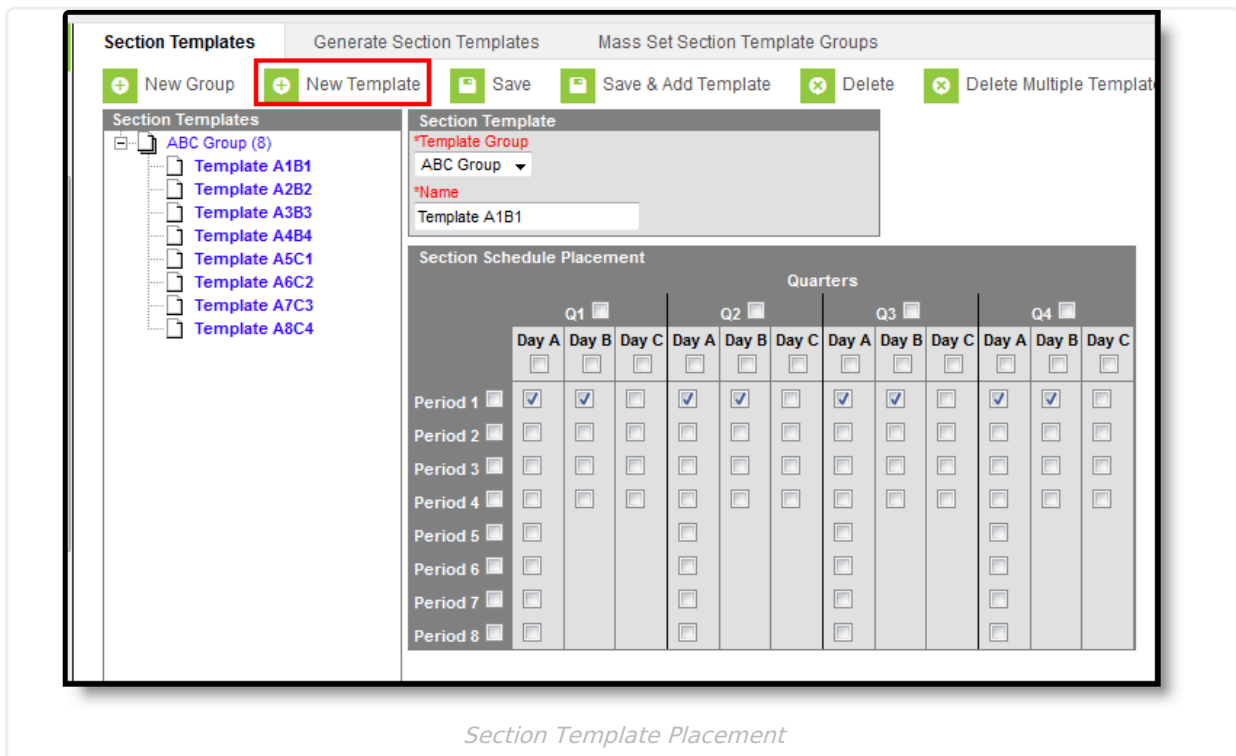 Section Templates Generate Section Templates Mass Set Section Template Groups
New Group New Template Save Save & Add Template Delete Delete Multiple Templat
Section Templates
ABC Group (8)
Template A1B1
Template A2B2
Template A3B3
Template A4B4
Template A5C1
Template A6C2
Template A7C3
Template A8C4
Section Template
*Template Group
ABC Group
*Name
Template A1B1
Section Schedule Placement
Quarters
Q1 Q2 Q3 Q4
Day A Day B Day C Day A Day B Day C Day A Day B Day C Day A Day B Day C
Period 1
Period 2
Period 3
Period 4
Period 5
Period 6
Period 7
Period 8
Section Template Placement